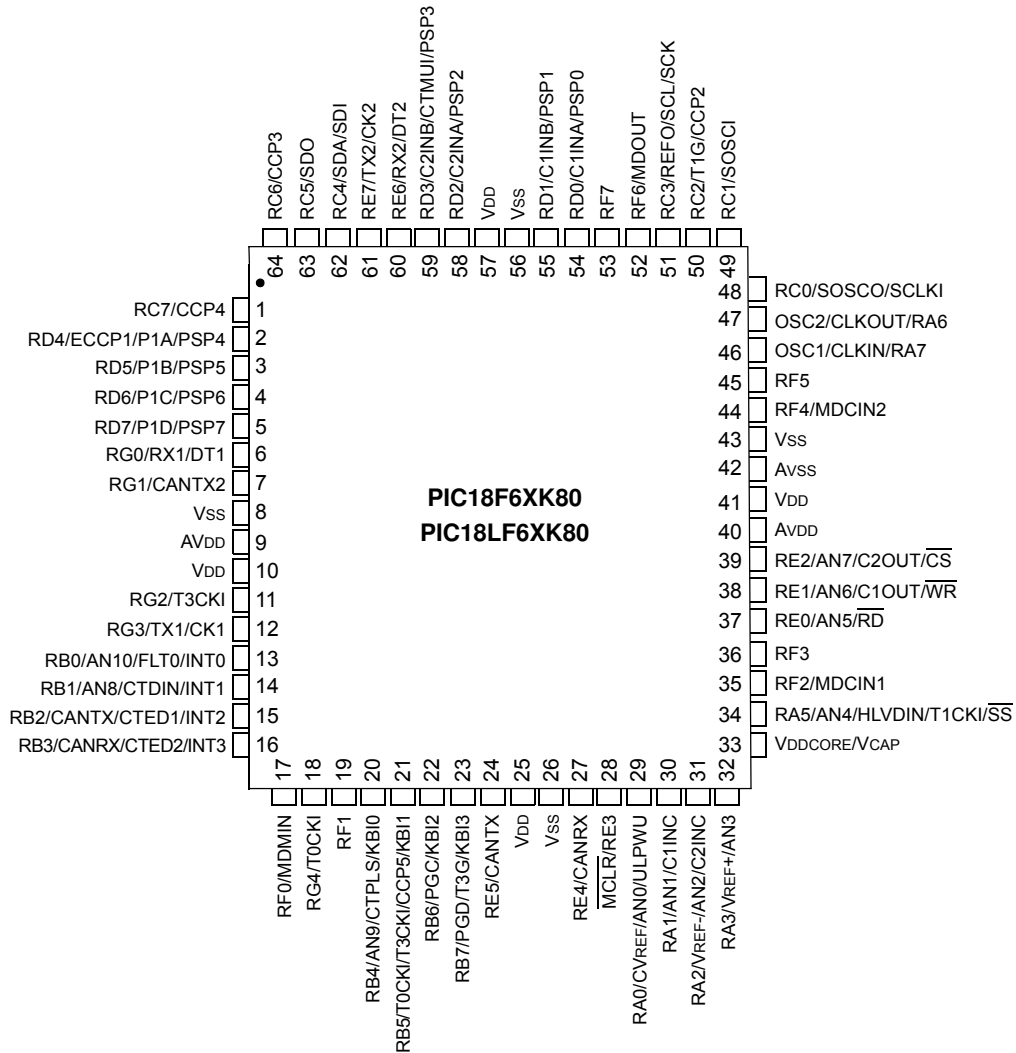 RC6/CCP3
RC5/SDO
RC4/SDA/SDI
RE7/TX2/CK2
RE6/RX2/DT2
RD3/C2INB/CTMUI/PSP3
RD2/C2INA/PSP2
VDD
VSS
RD1/C1INB/PSP1
RD0/C1INA/PSP0
RF7
RF6/MDOUT
RC3/REFO/SCL/SCK
RC2/T1G/CCP2
RC1/SOSCI
64 63 62 61 60 59 58 57 56 55 54 53 52 51 50 49
RC7/CCP4 1
RD4/ECCP1/P1A/PSP4 2
RD5/P1B/PSP5 3
RD6/P1C/PSP6 4
RD7/P1D/PSP7 5
RG0/RX1/DT1 6
RG1/CANTX2 7
VSS 8
AVDD 9
VDD 10
RG2/T3CKI 11
RG3/TX1/CK1 12
RB0/AN10/FLT0/INT0 13
RB1/AN8/CTDIN/INT1 14
RB2/CANTX/CTED1/INT2 15
RB3/CANRX/CTED2/INT3 16
PIC18F6XK80
PIC18LF6XK80
48 RC0/SOSCO/SCLKI
47 OSC2/CLKOUT/RA6
46 OSC1/CLKIN/RA7
45 RF5
44 RF4/MDCIN2
43 VSS
42 AVSS
41 VDD
40 AVDD
39 RE2/AN7/C2OUT/CS
38 RE1/AN6/C1OUT/WR
37 RE0/AN5/RD
36 RF3
35 RF2/MDCIN1
34 RA5/AN4/HLVDIN/T1CKI/SS
33 VDDCORE/VCAP
17 18 19 20 21 22 23 24 25 26 27 28 29 30 31 32
RF0/MDMIN
RG4/T0CKI
RF1
RB4/AN9/CTPLS/KBI0
RB5/T0CKI/T3CKI/CCP5/KBI1
RB6/PGC/KBI2
RB7/PGD/T3G/KBI3
RE5/CANTX
VDD
VSS
RE4/CANRX
MCLR/RE3
RA0/CVREF/AN0/ULPWU
RA1/AN1/C1INC
RA2/VREF-/AN2/C2INC
RA3/VREF+/AN3